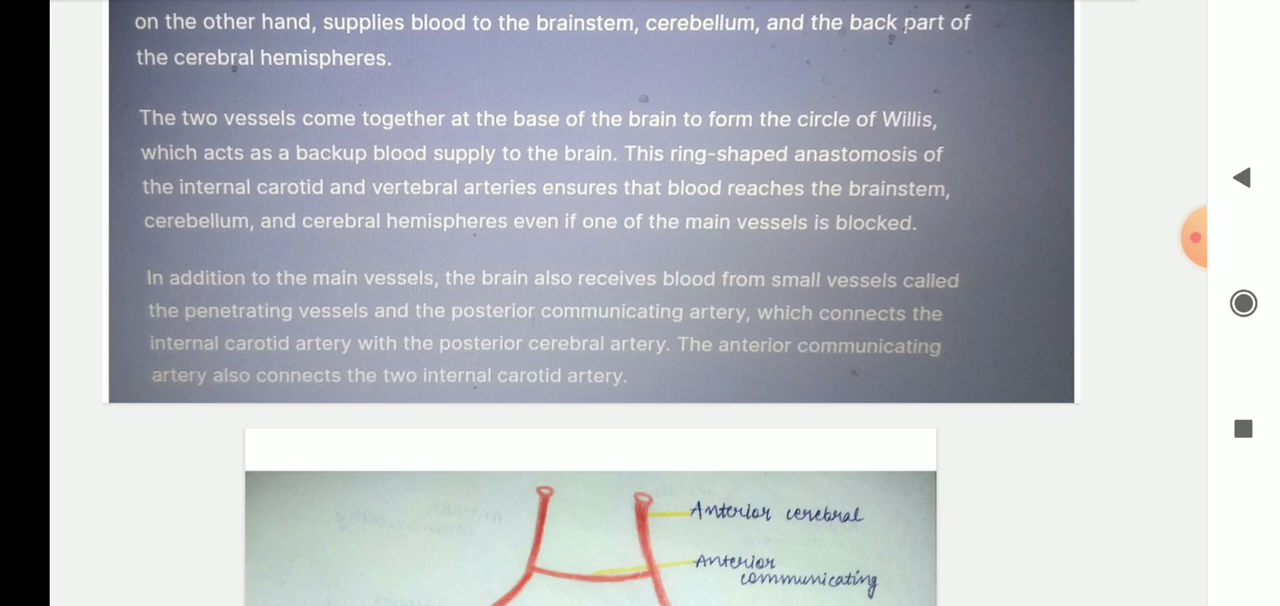 on the other hand, supplies blood to the brainstem, cerebellum, and the back part of
the cerebral hemispheres.
The two vessels come together at the base of the brain to form the circle of Willis,
which acts as a backup blood supply to the brain. This ring-shaped anastomosis of
the internal carotid and vertebral arteries ensures that blood reaches the brainstem,
cerebellum, and cerebral hemispheres even if one of the main vessels is blocked.
In addition to the main vessels, the brain also receives blood from small vessels called
the penetrating vessels and the posterior communicating artery, which connects the
internal carotid artery with the posterior cerebral artery. The anterior communicating
artery also connects the two internal carotid artery.
Anterior cerebral
Anterior
communicating